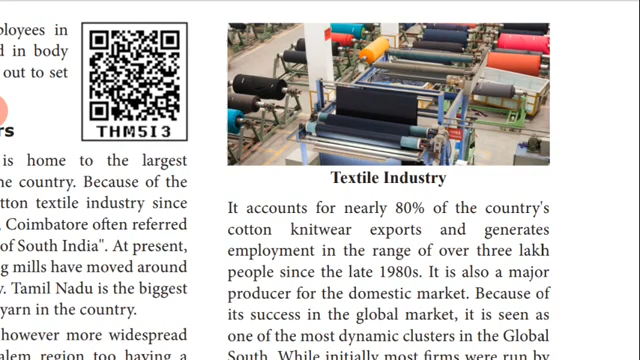 ployees in
d in body
out to set
THM5I3
rs
is home to the largest
he country. Because of the
tton textile industry since
, Coimbatore often referred
of South India". At present,
g mills have moved around
y. Tamil Nadu is the biggest
yarn in the country.
however more widespread
alem region too having a
Textile Industry
It accounts for nearly 80% of the country's
cotton knitwear exports and generates
employment in the range of over three lakh
people since the late 1980s. It is also a major
producer for the domestic market. Because of
its success in the global market, it is seen as
one of the most dynamic clusters in the Global
South. While initially most firms were run by